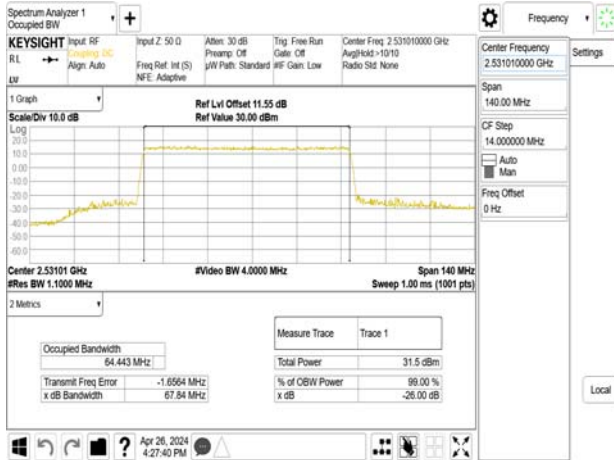 Spectrum Analyzer 1
Occupied BW
Frequency
KEYSIGHT
RL
Input: RF
Coupling: DC
Align: Auto
Input Z: 50 Ω
Freq Ref: Int (S)
NFE: Adaptive
Atten: 30 dB
Preamp: Off
µW Path: Standard
Trig: Free Run
Gate: Off
#IF Gain: Low
Center Freq: 2.531010000 GHz
Avg|Hold:>10/10
Radio Std: None
Center Frequency
2.531010000 GHz
Settings
Span
140.00 MHz
CF Step
14.000000 MHz
Auto
Man
Freq Offset
0 Hz
Local
1 Graph
Scale/Div 10.0 dB
Ref Lvl Offset 11.55 dB
Ref Value 30.00 dBm
Log
20.0
10.0
0.00
-10.0
-20.0
-30.0
-40.0
-50.0
-60.0
Center 2.53101 GHz
#Res BW 1.1000 MHz
#Video BW 4.0000 MHz
Span 140 MHz
Sweep 1.00 ms (1001 pts)
2 Metrics
Measure Trace
Trace 1
Occupied Bandwidth
64.443 MHz
Total Power
31.5 dBm
Transmit Freq Error
-1.6564 MHz
% of OBW Power
99.00 %
x dB Bandwidth
67.84 MHz
x dB
-26.00 dB
Apr 26, 2024
4:27:40 PM